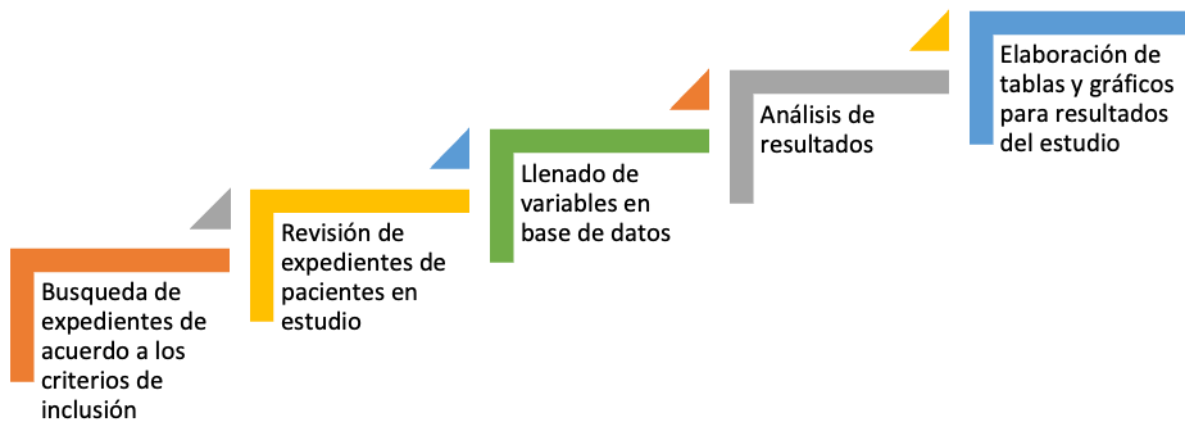 Busqueda de
expedientes de
acuerdo a los
criterios de
inclusión
Revisión de
expedientes de
pacientes en
estudio
Llenado de
variables en
base de datos
Análisis de
resultados
Elaboración de
tablas y gráficos
para resultados
del estudio